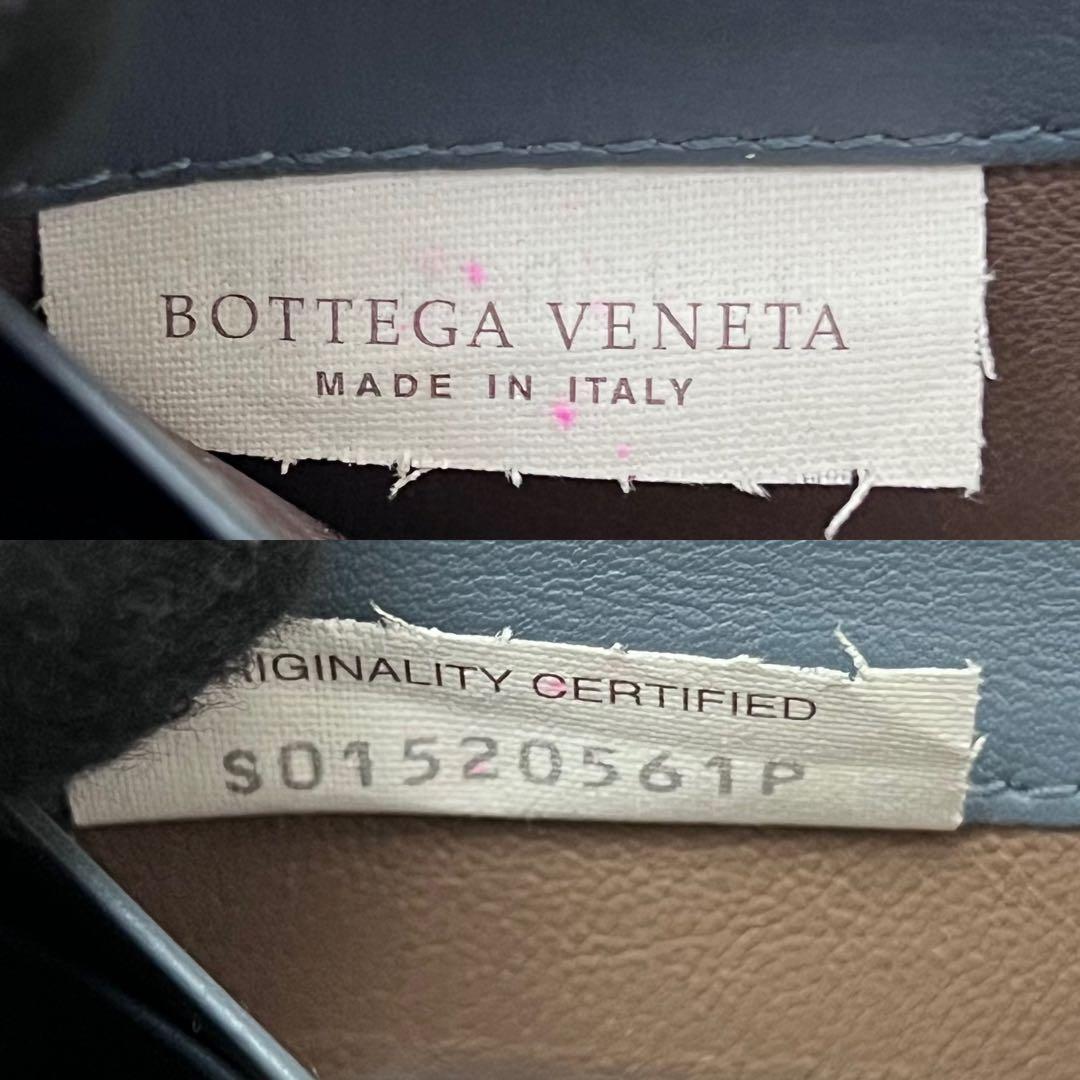 BOTTEGA VENETA
MADE IN ITALY
RIGINALITY CERTIFIED
S01520561P